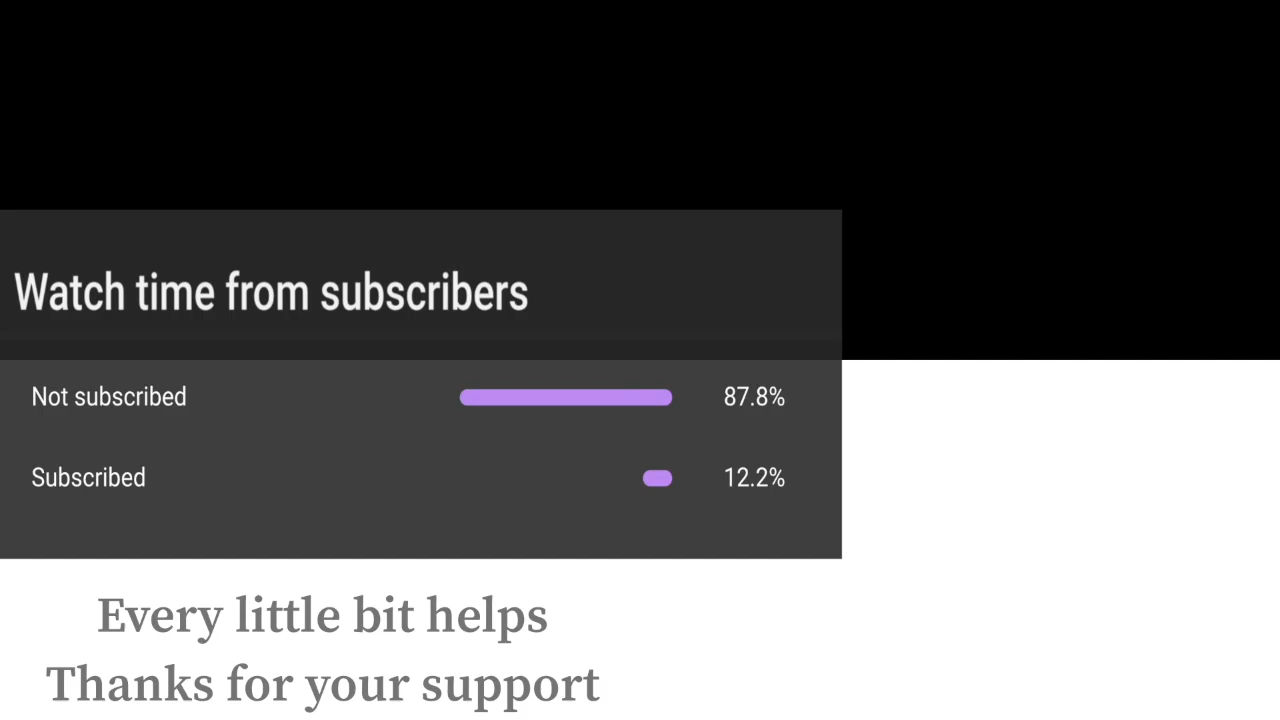 Watch time from subscribers
Not subscribed 87.8%
Subscribed 12.2%
Every little bit helps
Thanks for your support